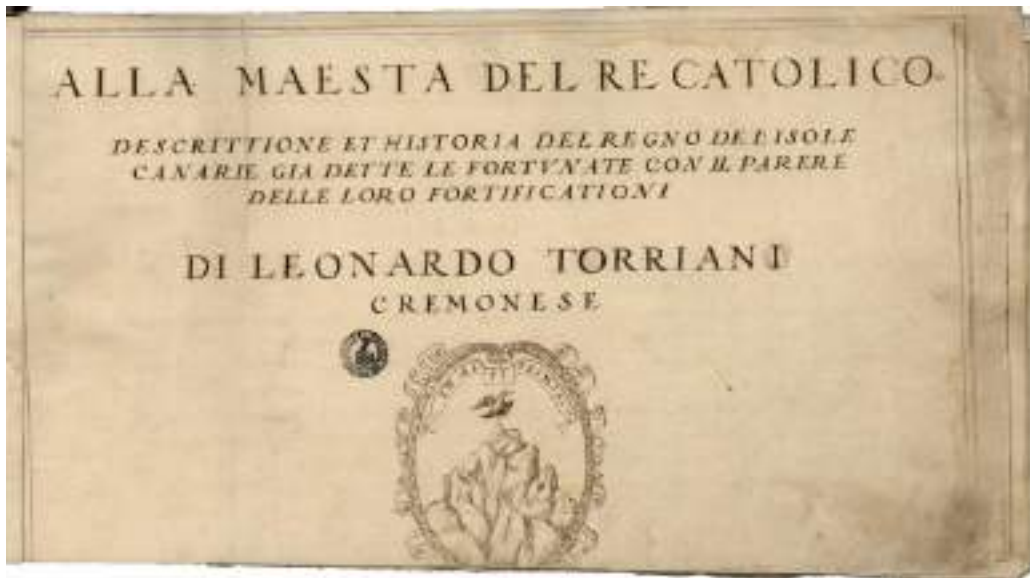 ALLA MAESTA DEL RE CATOLICO.
DESCRITTIONE ET HISTORIA DEL REGNO DE L'ISOLE
CANARIE GIA DETTE LE FORTVNATE CON IL PARERE
DELLE LORO FORTIFICATIONI
DI LEONARDO TORRIANI
CREMONESE